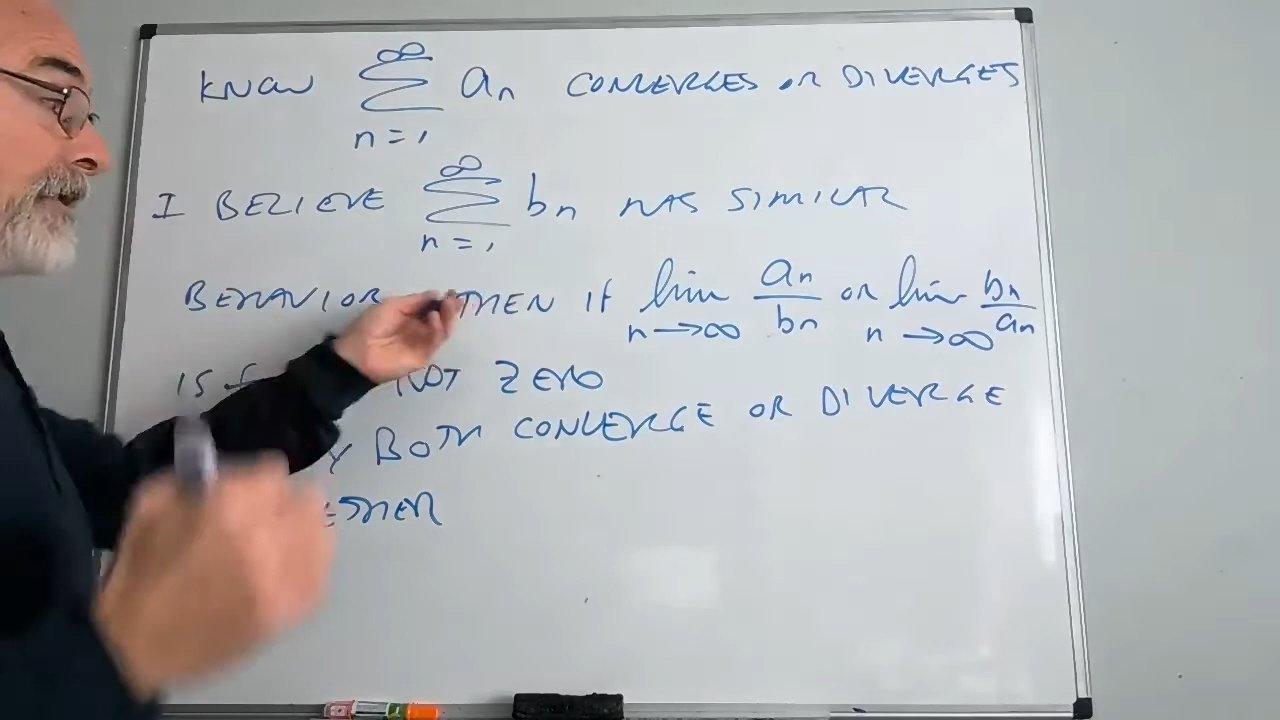 KNOW ∑ n=1 ∞ an CONVERGES OR DIVERGES
I BELIEVE ∑ n=1 ∞ bn HAS SIMILAR
BEHAVIOR THEN IF lim n→∞ an/bn OR lim n→∞ bn/an
IS NOT ZERO
BOTH CONVERGE OR DIVERGE